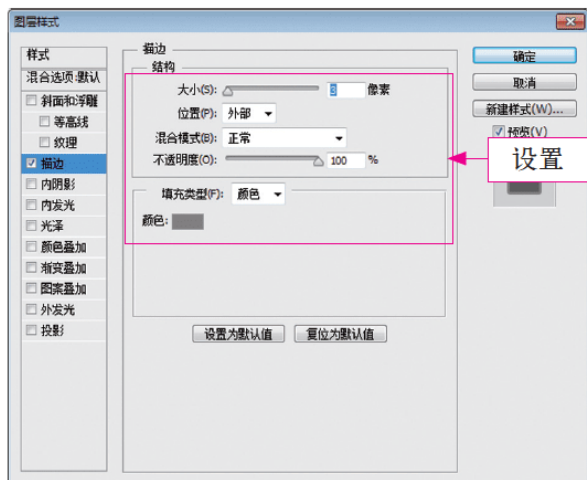 图层样式
样式
混合选项:默认
斜面和浮雕
等高线
纹理
描边
内阴影
内发光
光泽
颜色叠加
渐变叠加
图案叠加
外发光
投影
描边
结构
大小(S): 3 像素
位置(P): 外部
混合模式(B): 正常
不透明度(O): 100 %
填充类型(F): 颜色
颜色:
设置为默认值 复位为默认值
确定
取消
新建样式(W)...
预览(V)
设置